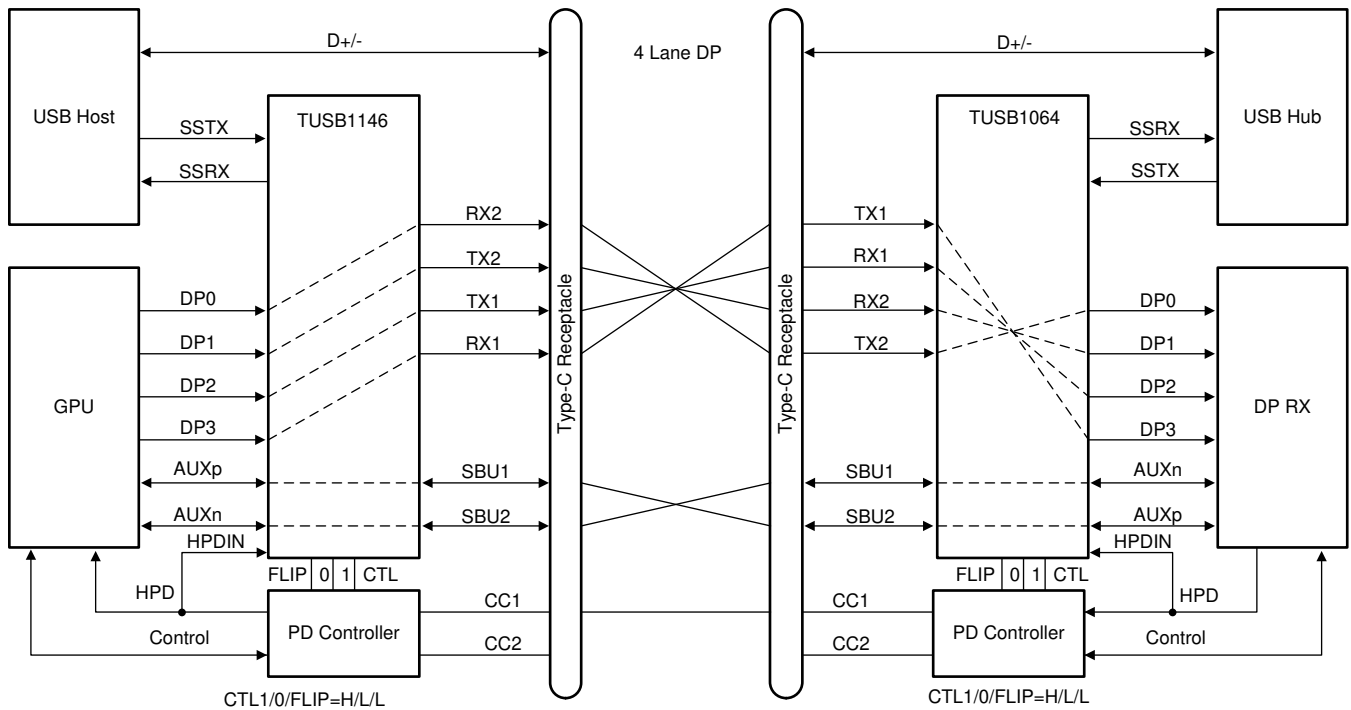 D+/-
4 Lane DP
D+/-
USB Host
TUSB1146
TUSB1064
USB Hub
SSTX
SSRX
SSRX
SSTX
RX2
TX1
TX2
RX1
DP0
TX1
RX2
DP0
DP1
RX1
TX2
DP1
Type-C Receptacle
Type-C Receptacle
DP2
DP2
GPU
DP RX
DP3
DP3
AUXp
SBU1
SBU1
AUXn
AUXn
SBU2
SBU2
AUXp
HPDIN
HPDIN
FLIP 0 1 CTL
FLIP 0 1 CTL
HPD
CC1
CC1
HPD
PD Controller
PD Controller
Control
CC2
CC2
Control
CTL1/0/FLIP=H/L/L
CTL1/0/FLIP=H/L/L